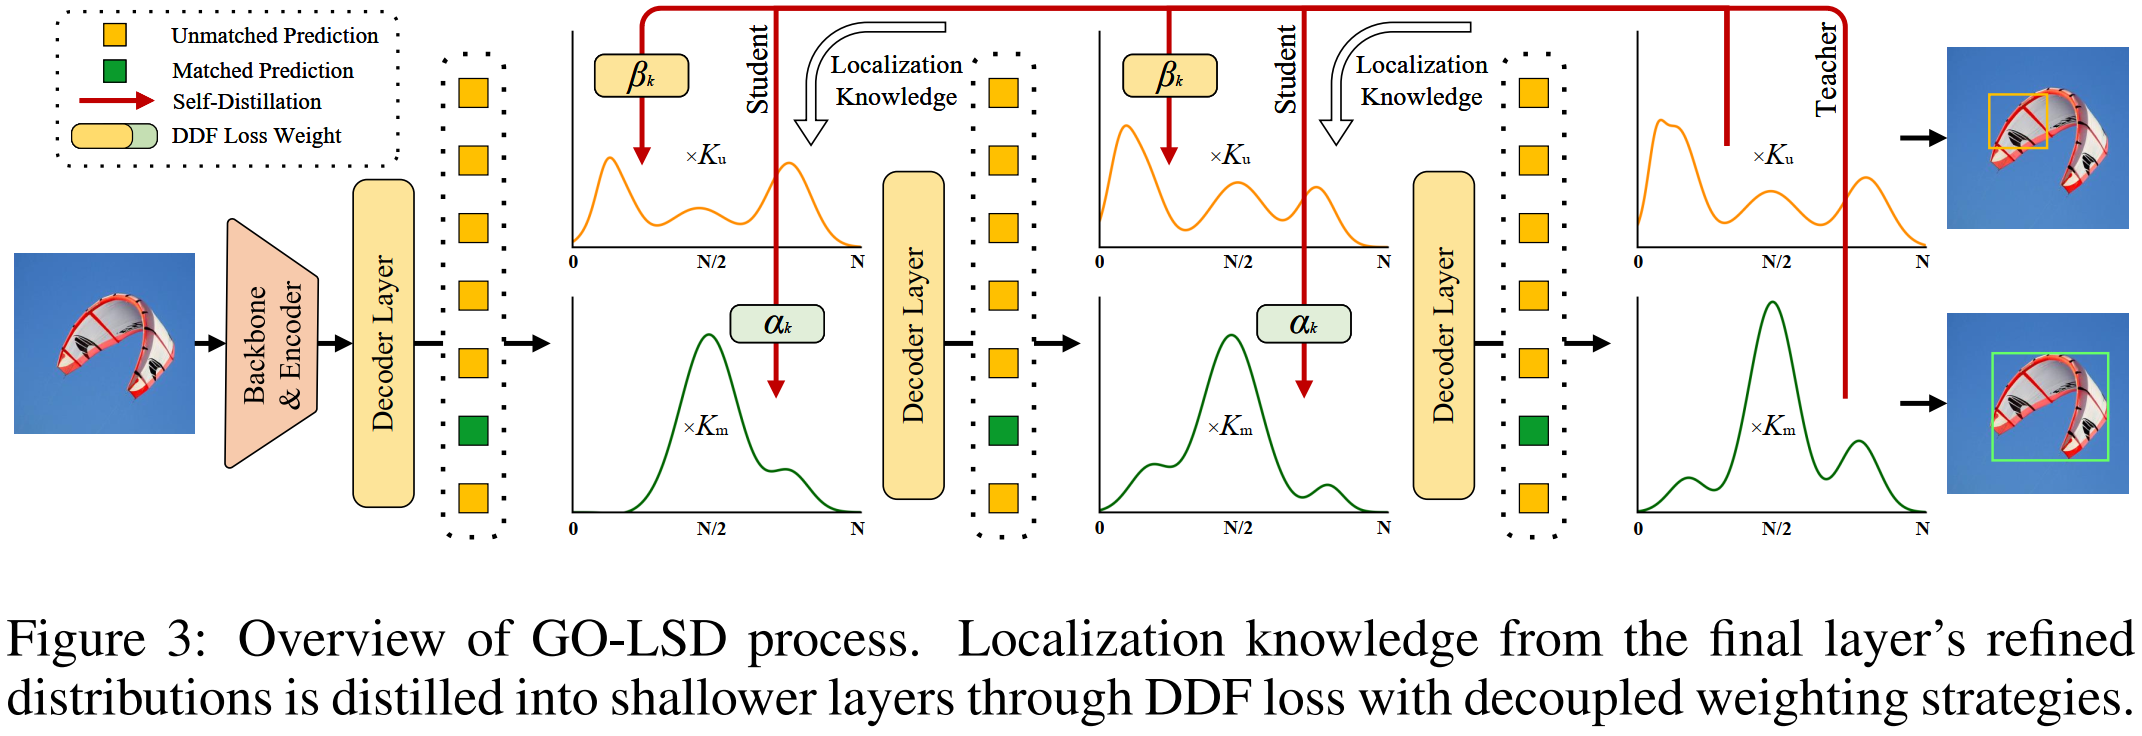 Unmatched Prediction
Matched Prediction
Self-Distillation
DDF Loss Weight
Backbone
& Encoder
Decoder Layer
βk
Student
Localization
Knowledge
×Ku
0 N/2 N
αk
×Km
0 N/2 N
Decoder Layer
βk
Student
Localization
Knowledge
×Ku
0 N/2 N
αk
×Km
0 N/2 N
Decoder Layer
Teacher
×Ku
0 N/2 N
×Km
0 N/2 N
Figure 3: Overview of GO-LSD process. Localization knowledge from the final layer’s refined
distributions is distilled into shallower layers through DDF loss with decoupled weighting strategies.